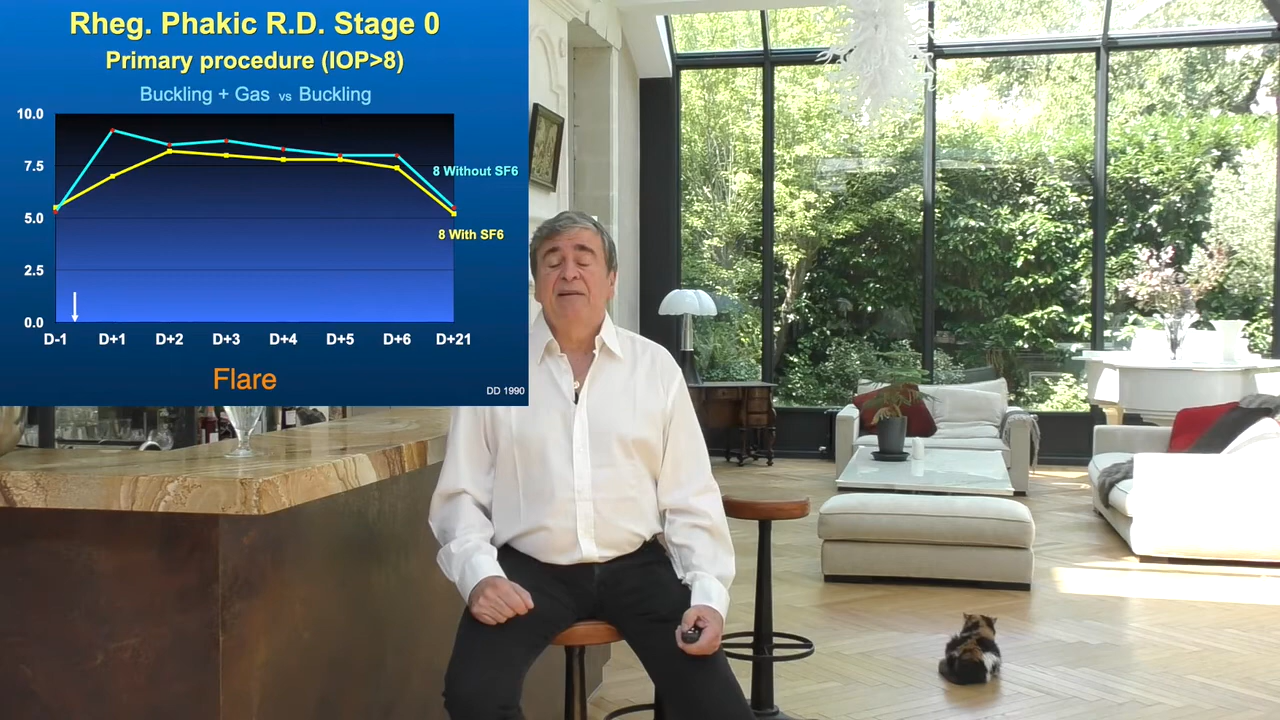 Rheg. Phakic R.D. Stage 0
Primary procedure (IOP>8)
Buckling + Gas vs Buckling
10.0
7.5
5.0
2.5
0.0
8 Without SF6
8 With SF6
D-1 D+1 D+2 D+3 D+4 D+5 D+6 D+21
Flare
DD 1990